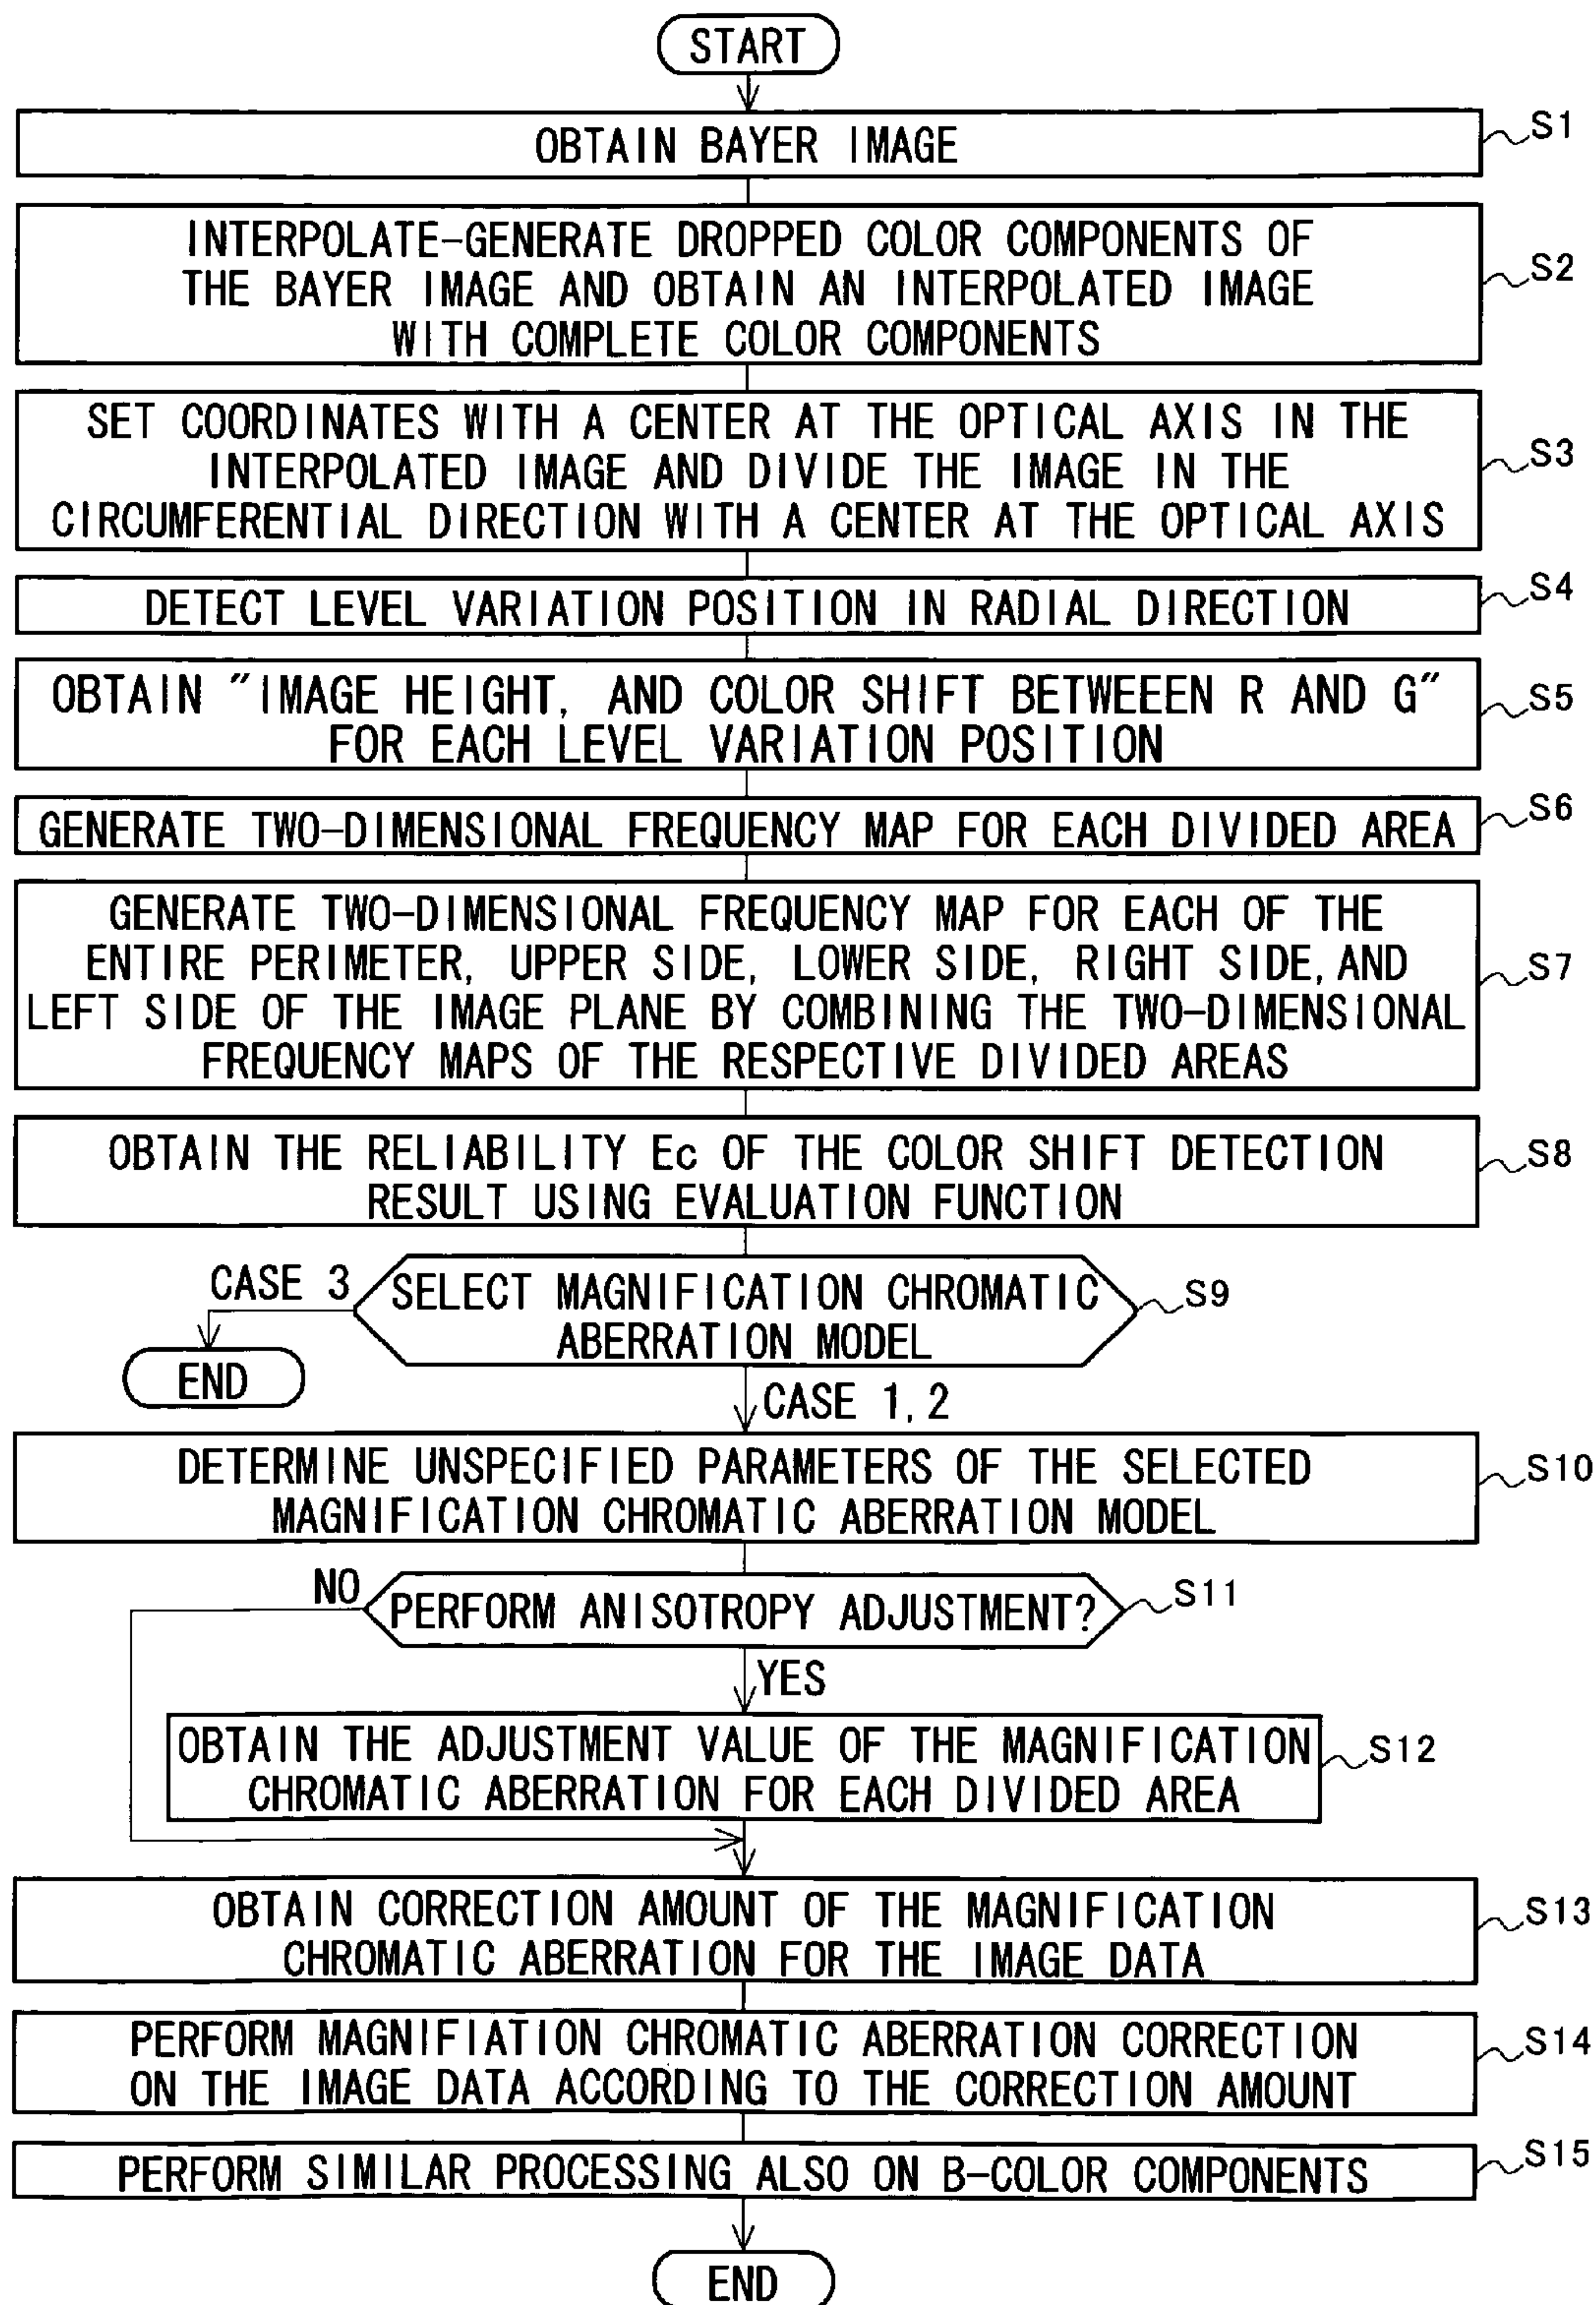 START
OBTAIN BAYER IMAGE
S1
INTERPOLATE-GENERATE DROPPED COLOR COMPONENTS OF
THE BAYER IMAGE AND OBTAIN AN INTERPOLATED IMAGE
WITH COMPLETE COLOR COMPONENTS
S2
SET COORDINATES WITH A CENTER AT THE OPTICAL AXIS IN THE
INTERPOLATED IMAGE AND DIVIDE THE IMAGE IN THE
CIRCUMFERENTIAL DIRECTION WITH A CENTER AT THE OPTICAL AXIS
S3
DETECT LEVEL VARIATION POSITION IN RADIAL DIRECTION
S4
OBTAIN "IMAGE HEIGHT, AND COLOR SHIFT BETWEEEN R AND G"
FOR EACH LEVEL VARIATION POSITION
S5
GENERATE TWO-DIMENSIONAL FREQUENCY MAP FOR EACH DIVIDED AREA
S6
GENERATE TWO-DIMENSIONAL FREQUENCY MAP FOR EACH OF THE
ENTIRE PERIMETER, UPPER SIDE, LOWER SIDE, RIGHT SIDE, AND
LEFT SIDE OF THE IMAGE PLANE BY COMBINING THE TWO-DIMENSIONAL
FREQUENCY MAPS OF THE RESPECTIVE DIVIDED AREAS
S7
OBTAIN THE RELIABILITY Ec OF THE COLOR SHIFT DETECTION
RESULT USING EVALUATION FUNCTION
S8
CASE 3
SELECT MAGNIFICATION CHROMATIC
ABERRATION MODEL
S9
END
CASE 1, 2
DETERMINE UNSPECIFIED PARAMETERS OF THE SELECTED
MAGNIFICATION CHROMATIC ABERRATION MODEL
S10
NO
PERFORM ANISOTROPY ADJUSTMENT?
S11
YES
OBTAIN THE ADJUSTMENT VALUE OF THE MAGNIFICATION
CHROMATIC ABERRATION FOR EACH DIVIDED AREA
S12
OBTAIN CORRECTION AMOUNT OF THE MAGNIFICATION
CHROMATIC ABERRATION FOR THE IMAGE DATA
S13
PERFORM MAGNIFIATION CHROMATIC ABERRATION CORRECTION
ON THE IMAGE DATA ACCORDING TO THE CORRECTION AMOUNT
S14
PERFORM SIMILAR PROCESSING ALSO ON B-COLOR COMPONENTS
S15
END